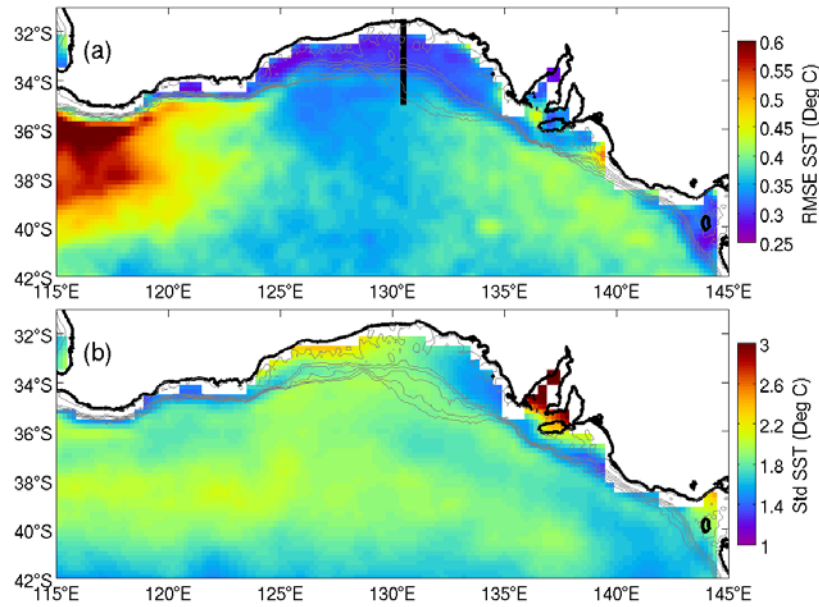 (a)
32°S
34°S
36°S
38°S
40°S
42°S
115°E 120°E 125°E 130°E 135°E 140°E 145°E
0.6
0.55
0.5
0.45
0.4
0.35
0.3
0.25
RMSE SST (Deg C)
(b)
32°S
34°S
36°S
38°S
40°S
42°S
115°E 120°E 125°E 130°E 135°E 140°E 145°E
3
2.6
2.2
1.8
1.4
1
Std SST (Deg C)